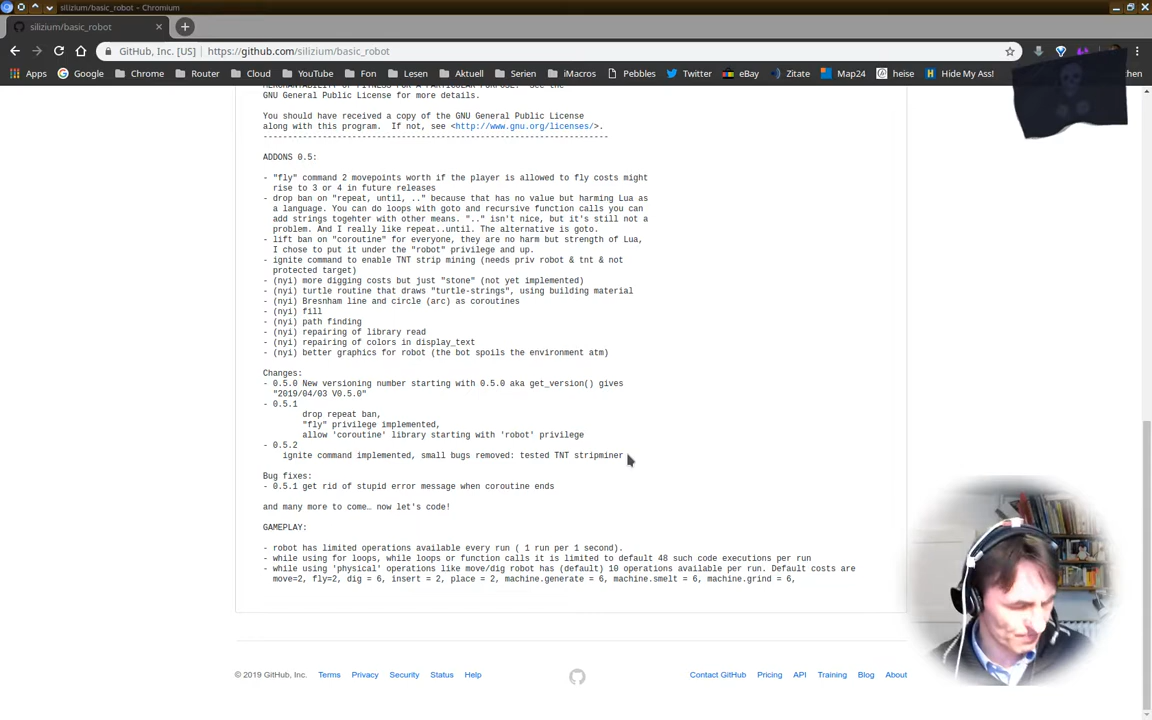 silizium/basic_robot - Chromium
silizium/basic_robot
GitHub, Inc. [US] | https://github.com/silizium/basic_robot
Apps Google Chrome Router Cloud YouTube Fon Lesen Aktuell Serien iMacros Pebbles Twitter eBay Zitate Map24 heise Hide My Ass!
MERCHANTABILITY or FITNESS FOR A PARTICULAR PURPOSE. See the
GNU General Public License for more details.
You should have received a copy of the GNU General Public License
along with this program. If not, see <http://www.gnu.org/licenses/>.
----------------------------------------------------------------------
ADDONS 0.5:
- "fly" command 2 movepoints worth if the player is allowed to fly costs might
rise to 3 or 4 in future releases
- drop ban on "repeat, until, .." because that has no value but harming Lua as
a language. You can do loops with goto and recursive function calls you can
add strings togehter with other means. ".." isn't nice, but it's still not a
problem. And I really like repeat..until. The alternative is goto.
- lift ban on "coroutine" for everyone, they are no harm but strength of Lua,
I chose to put it under the "robot" privilege and up.
- ignite command to enable TNT strip mining (needs priv robot & tnt & not
protected target)
- (nyi) more digging costs but just "stone" (not yet implemented)
- (nyi) turtle routine that draws "turtle-strings", using building material
- (nyi) Bresnham line and circle (arc) as coroutines
- (nyi) fill
- (nyi) path finding
- (nyi) repairing of library read
- (nyi) repairing of colors in display_text
- (nyi) better graphics for robot (the bot spoils the environment atm)
Changes:
- 0.5.0 New versioning number starting with 0.5.0 aka get_version() gives
"2019/04/03 V0.5.0"
- 0.5.1
drop repeat ban,
"fly" privilege implemented,
allow 'coroutine' library starting with 'robot' privilege
- 0.5.2
ignite command implemented, small bugs removed: tested TNT stripminer
Bug fixes:
- 0.5.1 get rid of stupid error message when coroutine ends
and many more to come… now let's code!
GAMEPLAY:
- robot has limited operations available every run ( 1 run per 1 second).
- while using for loops, while loops or function calls it is limited to default 48 such code executions per run
- while using 'physical' operations like move/dig robot has (default) 10 operations available per run. Default costs are
move=2, fly=2, dig = 6, insert = 2, place = 2, machine.generate = 6, machine.smelt = 6, machine.grind = 6,
© 2019 GitHub, Inc. Terms Privacy Security Status Help Contact GitHub Pricing API Training Blog About